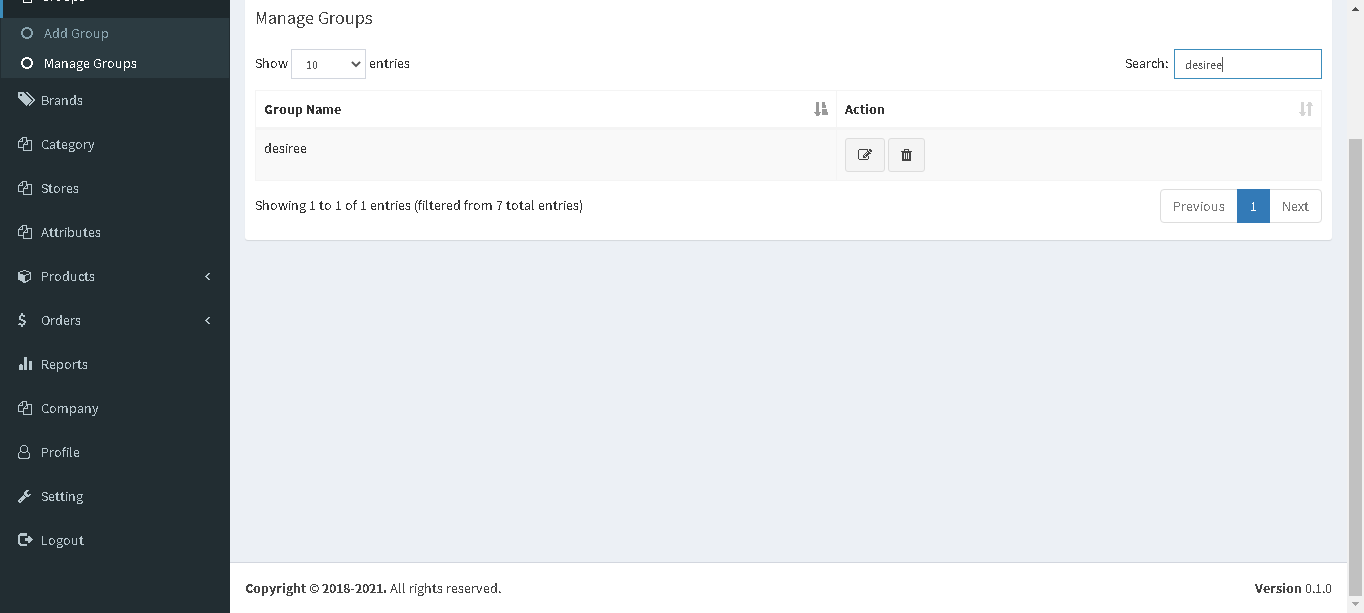 Groups
Add Group
Manage Groups
Brands
Category
Stores
Attributes
Products
Orders
Reports
Company
Profile
Setting
Logout
Manage Groups
Show 10 entries
Search: desiree
Group Name Action
desiree
Showing 1 to 1 of 1 entries (filtered from 7 total entries)
Previous 1 Next
Copyright © 2018-2021. All rights reserved.
Version 0.1.0